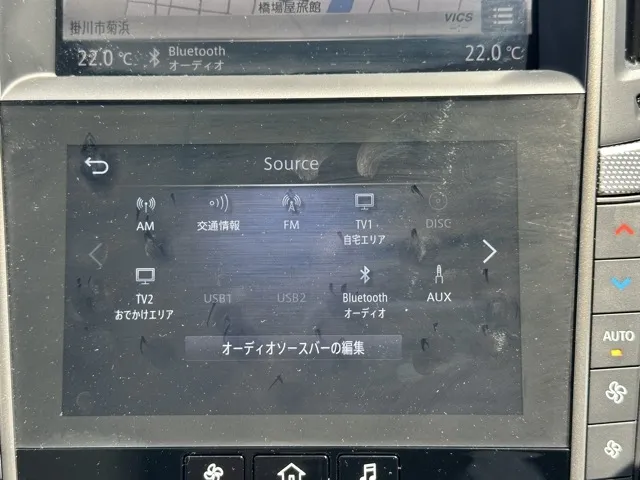 橋場屋旅館
VICS
掛川市菊浜
22.0 ℃
Bluetooth
オーディオ
22.0 ℃
Source
AM
交通情報
FM
TV1
自宅エリア
DISC
TV2
おでかけエリア
USB1
USB2
Bluetooth
オーディオ
AUX
オーディオソースバーの編集
AUTO